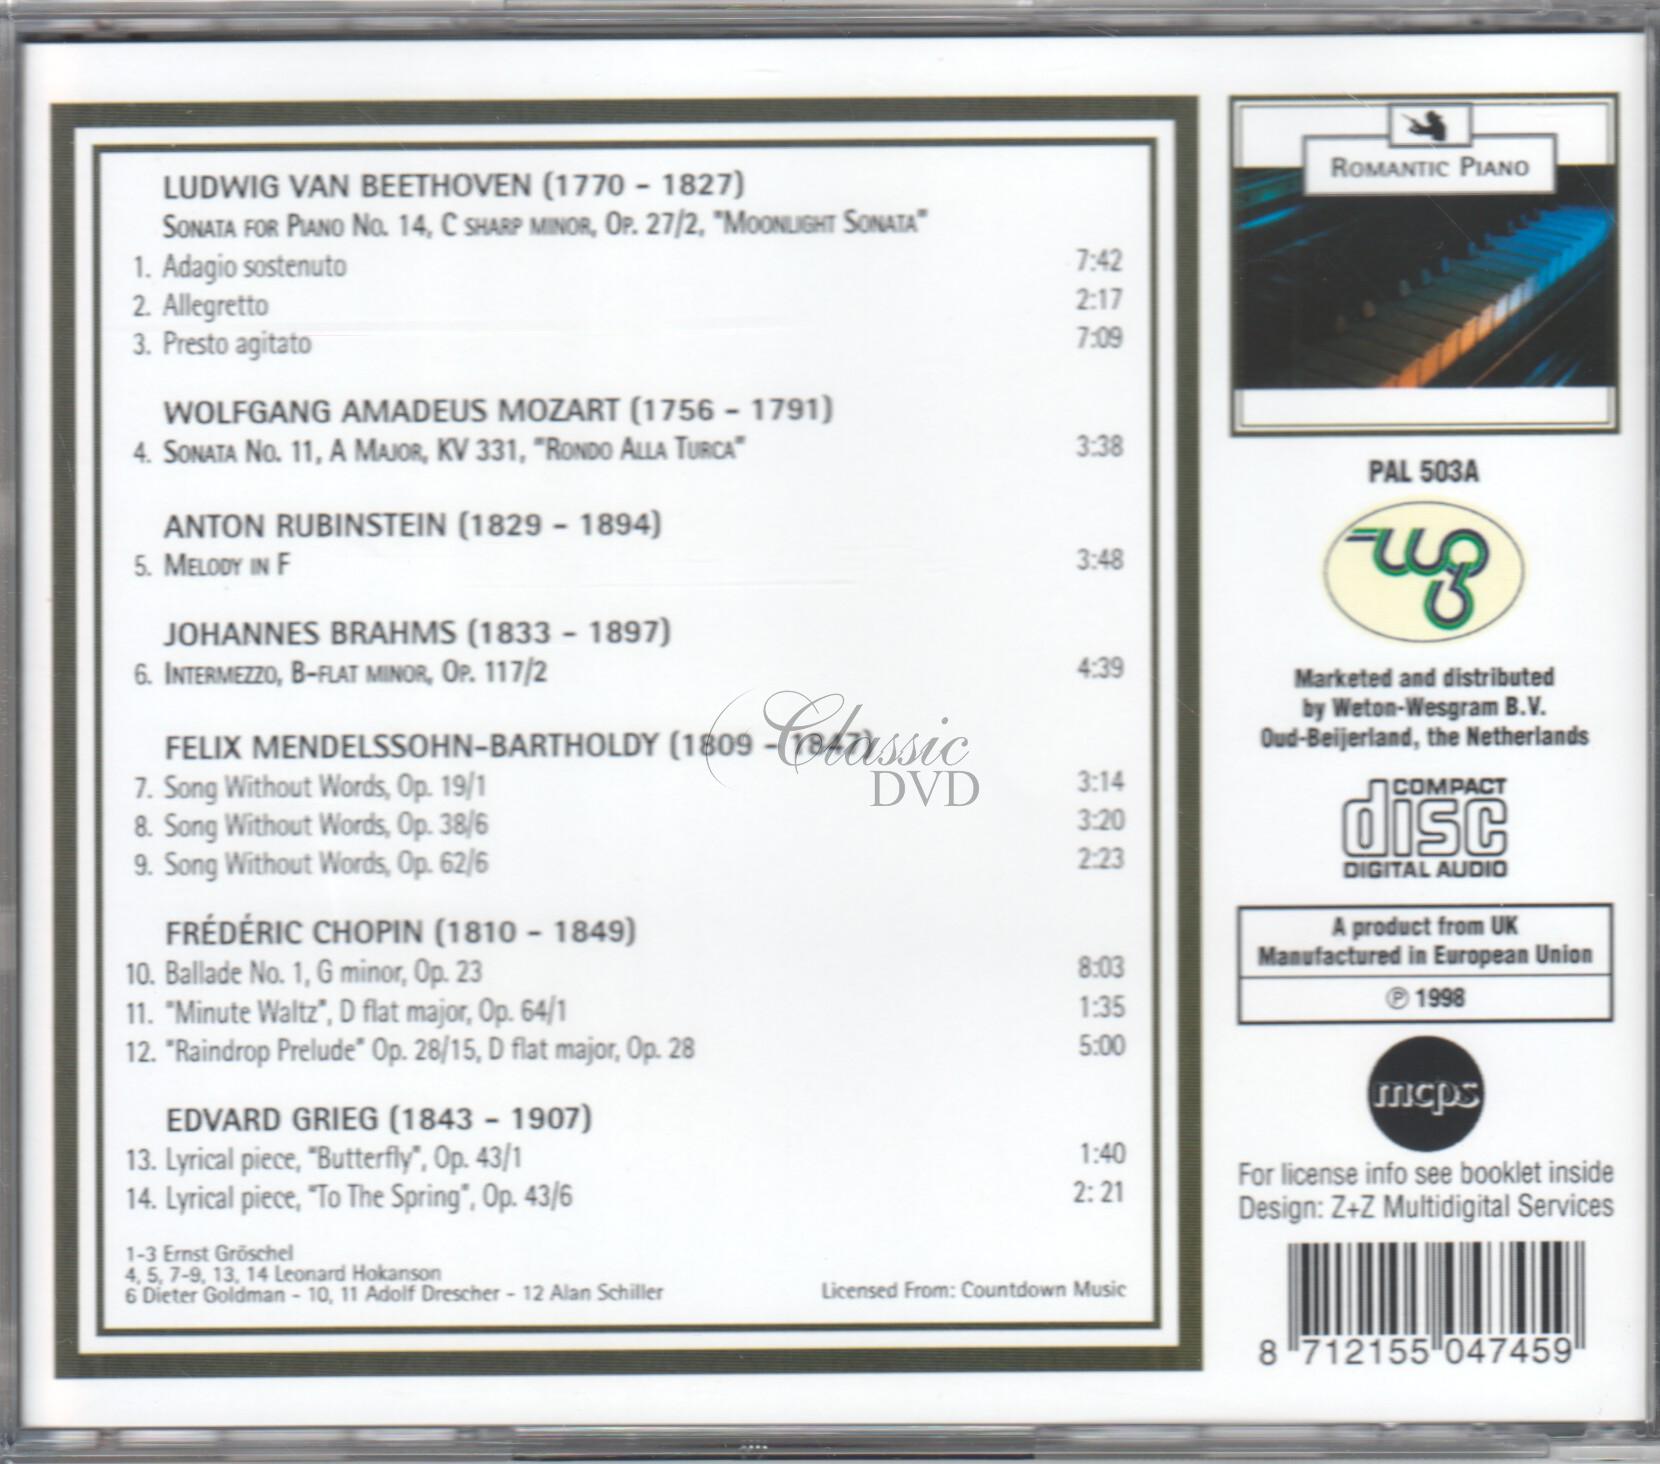 LUDWIG VAN BEETHOVEN (1770 - 1827)
SONATA FOR PIANO NO. 14, C SHARP MINOR, OP. 27/2, "MOONLIGHT SONATA"
1. Adagio sostenuto 7:42
2. Allegretto 2:17
3. Presto agitato 7:09
WOLFGANG AMADEUS MOZART (1756 - 1791)
4. SONATA NO. 11, A MAJOR, KV 331, "RONDO ALLA TURCA" 3:38
ANTON RUBINSTEIN (1829 - 1894)
5. MELODY IN F 3:48
JOHANNES BRAHMS (1833 - 1897)
6. INTERMEZZO, B-FLAT MINOR, OP. 117/2 4:39
FELIX MENDELSSOHN-BARTHOLDY (1809 - 1847)
7. Song Without Words, Op. 19/1 3:14
8. Song Without Words, Op. 38/6 3:20
9. Song Without Words, Op. 62/6 2:23
FRÉDÉRIC CHOPIN (1810 - 1849)
10. Ballade No. 1, G minor, Op. 23 8:03
11. "Minute Waltz", D flat major, Op. 64/1 1:35
12. "Raindrop Prelude" Op. 28/15, D flat major, Op. 28 5:00
EDVARD GRIEG (1843 - 1907)
13. Lyrical piece, "Butterfly", Op. 43/1 1:40
14. Lyrical piece, "To The Spring", Op. 43/6 2: 21
1-3 Ernst Gröschel
4, 5, 7-9, 13, 14 Leonard Hokanson
6 Dieter Goldman - 10, 11 Adolf Drescher - 12 Alan Schiller
Licensed From: Countdown Music
Classic
DVD
ROMANTIC PIANO
PAL 503A
Marketed and distributed
by Weton-Wesgram B.V.
Oud-Beijerland, the Netherlands
COMPACT
disc
DIGITAL AUDIO
A product from UK
Manufactured in European Union
℗ 1998
mcps
For license info see booklet inside
Design: Z+Z Multidigital Services
8 712155 047459